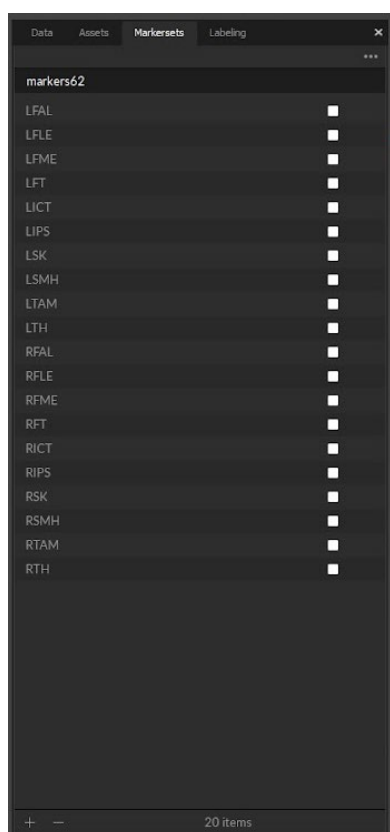 Data Assets Markersets Labeling ×
•••
markers62
LFAL
LFLE
LFME
LFT
LICT
LIPS
LSK
LSMH
LTAM
LTH
RFAL
RFLE
RFME
RFT
RICT
RIPS
RSK
RSMH
RTAM
RTH
+ − 20 items